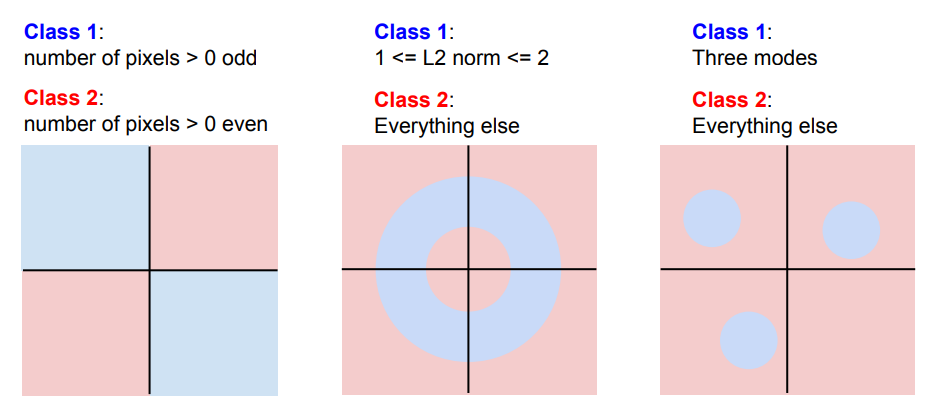 Class 1:
number of pixels > 0 odd
Class 2:
number of pixels > 0 even
Class 1:
1 <= L2 norm <= 2
Class 2:
Everything else
Class 1:
Three modes
Class 2:
Everything else